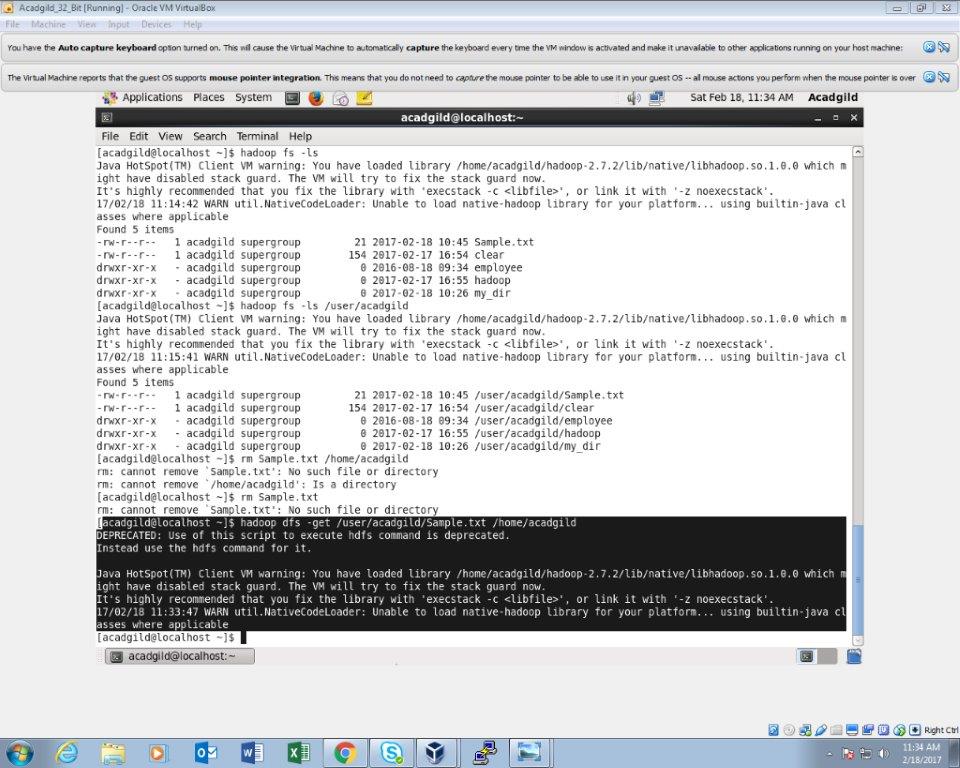 Acadgild_32_Bit [Running] - Oracle VM VirtualBox
File Machine View Input Devices Help
You have the Auto capture keyboard option turned on. This will cause the Virtual Machine to automatically capture the keyboard every time the VM window is activated and make it unavailable to other applications running on your host machine:
The Virtual Machine reports that the guest OS supports mouse pointer integration. This means that you do not need to capture the mouse pointer to be able to use it in your guest OS -- all mouse actions you perform when the mouse pointer is over
Applications Places System Sat Feb 18, 11:34 AM Acadgild
acadgild@localhost:~
File Edit View Search Terminal Help
[acadgild@localhost ~]$ hadoop fs -ls
Java HotSpot(TM) Client VM warning: You have loaded library /home/acadgild/hadoop-2.7.2/lib/native/libhadoop.so.1.0.0 which m
ight have disabled stack guard. The VM will try to fix the stack guard now.
It's highly recommended that you fix the library with 'execstack -c <libfile>', or link it with '-z noexecstack'.
17/02/18 11:14:42 WARN util.NativeCodeLoader: Unable to load native-hadoop library for your platform... using builtin-java cl
asses where applicable
Found 5 items
-rw-r--r--   1 acadgild supergroup         21 2017-02-18 10:45 Sample.txt
-rw-r--r--   1 acadgild supergroup        154 2017-02-17 16:54 clear
drwxr-xr-x   - acadgild supergroup          0 2016-08-18 09:34 employee
drwxr-xr-x   - acadgild supergroup          0 2017-02-17 16:55 hadoop
drwxr-xr-x   - acadgild supergroup          0 2017-02-18 10:26 my_dir
[acadgild@localhost ~]$ hadoop fs -ls /user/acadgild
Java HotSpot(TM) Client VM warning: You have loaded library /home/acadgild/hadoop-2.7.2/lib/native/libhadoop.so.1.0.0 which m
ight have disabled stack guard. The VM will try to fix the stack guard now.
It's highly recommended that you fix the library with 'execstack -c <libfile>', or link it with '-z noexecstack'.
17/02/18 11:15:41 WARN util.NativeCodeLoader: Unable to load native-hadoop library for your platform... using builtin-java cl
asses where applicable
Found 5 items
-rw-r--r--   1 acadgild supergroup         21 2017-02-18 10:45 /user/acadgild/Sample.txt
-rw-r--r--   1 acadgild supergroup        154 2017-02-17 16:54 /user/acadgild/clear
drwxr-xr-x   - acadgild supergroup          0 2016-08-18 09:34 /user/acadgild/employee
drwxr-xr-x   - acadgild supergroup          0 2017-02-17 16:55 /user/acadgild/hadoop
drwxr-xr-x   - acadgild supergroup          0 2017-02-18 10:26 /user/acadgild/my_dir
[acadgild@localhost ~]$ rm Sample.txt /home/acadgild
rm: cannot remove `Sample.txt': No such file or directory
rm: cannot remove `/home/acadgild': Is a directory
[acadgild@localhost ~]$ rm Sample.txt
rm: cannot remove `Sample.txt': No such file or directory
[acadgild@localhost ~]$ hadoop dfs -get /user/acadgild/Sample.txt /home/acadgild
DEPRECATED: Use of this script to execute hdfs command is deprecated.
Instead use the hdfs command for it.
Java HotSpot(TM) Client VM warning: You have loaded library /home/acadgild/hadoop-2.7.2/lib/native/libhadoop.so.1.0.0 which m
ight have disabled stack guard. The VM will try to fix the stack guard now.
It's highly recommended that you fix the library with 'execstack -c <libfile>', or link it with '-z noexecstack'.
17/02/18 11:33:47 WARN util.NativeCodeLoader: Unable to load native-hadoop library for your platform... using builtin-java cl
asses where applicable
[acadgild@localhost ~]$
acadgild@localhost:~
Right Ctrl
11:34 AM
2/18/2017